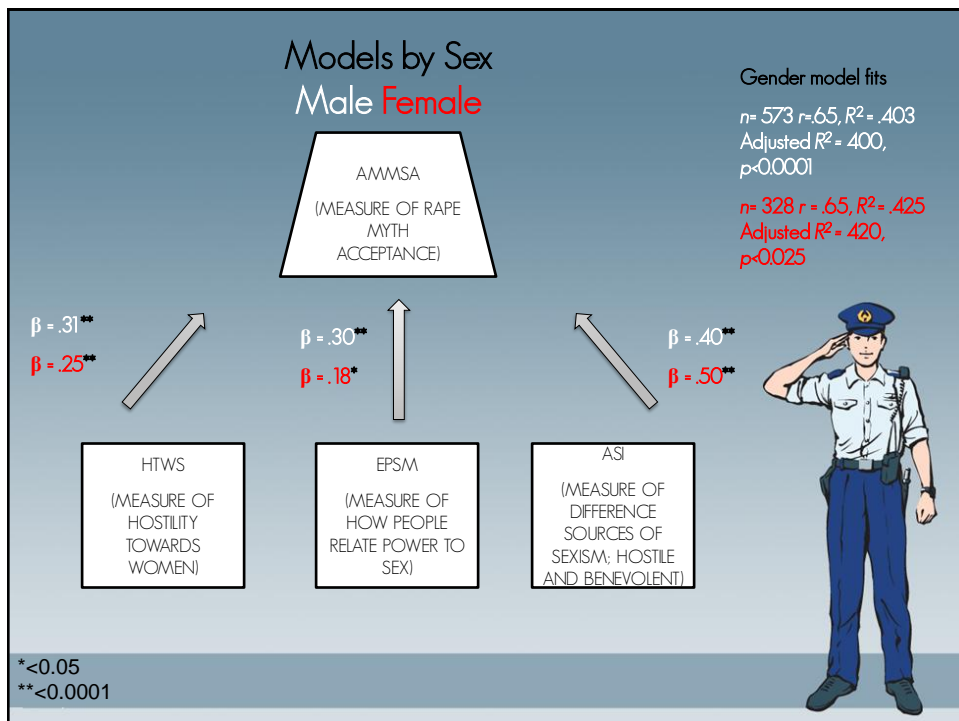 Models by Sex
Male Female
Gender model fits
n= 573 r=.65, R² = .403
Adjusted R² = 400,
p<0.0001
n= 328 r = .65, R² = .425
Adjusted R² = 420,
p<0.025
AMMSA
(MEASURE OF RAPE
MYTH
ACCEPTANCE)
β = .31**
β = .25**
β = .30**
β = .18*
β = .40**
β = .50**
HTWS
(MEASURE OF
HOSTILITY
TOWARDS
WOMEN)
EPSM
(MEASURE OF
HOW PEOPLE
RELATE POWER TO
SEX)
ASI
(MEASURE OF
DIFFERENCE
SOURCES OF
SEXISM; HOSTILE
AND BENEVOLENT)
*<0.05
**<0.0001